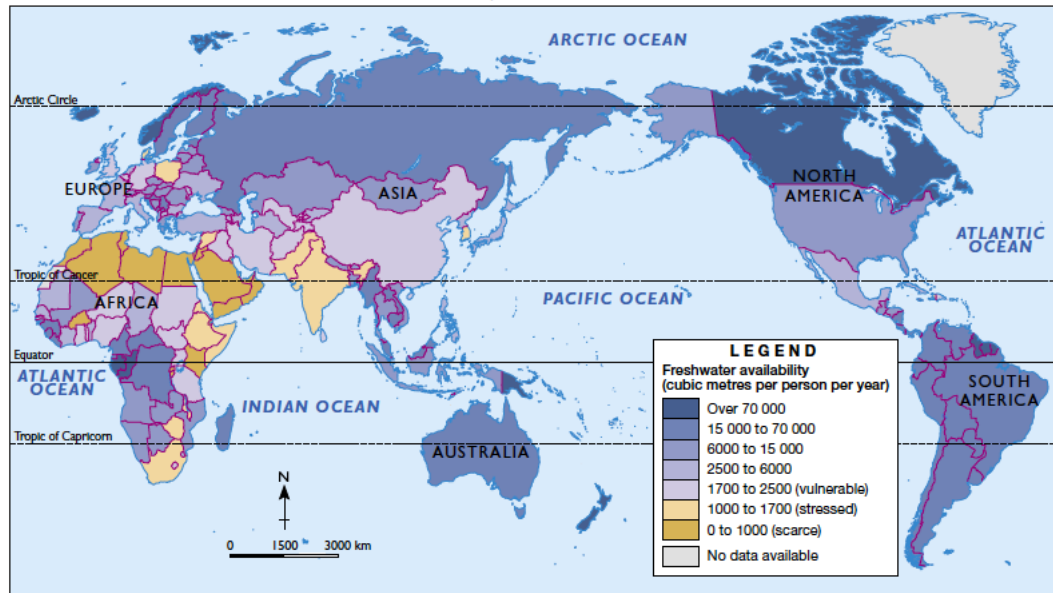 ARCTIC OCEAN
Arctic Circle
EUROPE
ASIA
NORTH
AMERICA
ATLANTIC
OCEAN
Tropic of Cancer
AFRICA
PACIFIC OCEAN
Equator
ATLANTIC
OCEAN
INDIAN OCEAN
SOUTH
AMERICA
Tropic of Capricorn
AUSTRALIA
N
0 1500 3000 km
LEGEND
Freshwater availability
(cubic metres per person per year)
Over 70 000
15 000 to 70 000
6000 to 15 000
2500 to 6000
1700 to 2500 (vulnerable)
1000 to 1700 (stressed)
0 to 1000 (scarce)
No data available